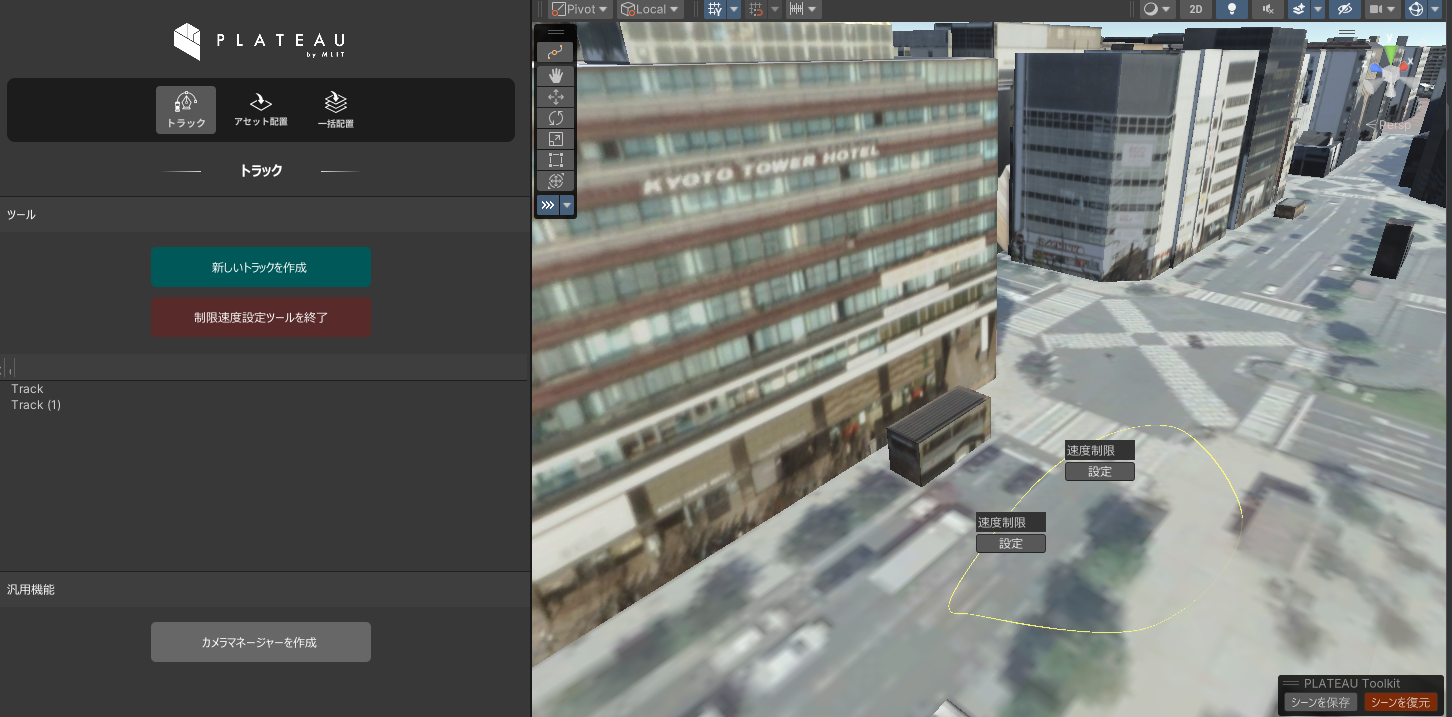 PLATEAU
by MLIT
トラック
アセット配置
一括配置
トラック
ツール
新しいトラックを作成
制限速度設定ツールを終了
Track
Track (1)
汎用機能
カメラマネージャーを作成
Pivot
Local
2D
KYOTO TOWER HOTEL
Y
x
Persp
速度制限
設定
速度制限
設定
PLATEAU Toolkit
シーンを保存
シーンを復元